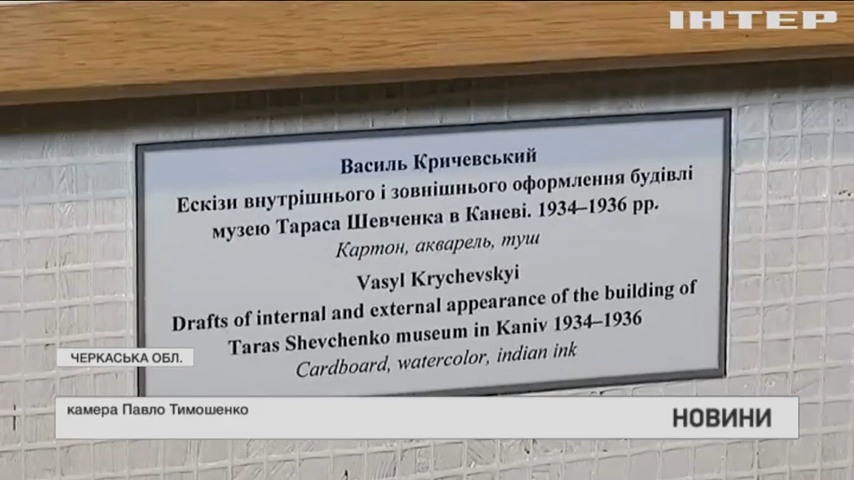 ІНТЕР
Василь Кричевський
Ескізи внутрішнього і зовнішнього оформлення будівлі
музею Тараса Шевченка в Каневі. 1934–1936 рр.
Картон, акварель, туш
Vasyl Krychevskyi
Drafts of internal and external appearance of the building of
Taras Shevchenko museum in Kaniv 1934–1936
Cardboard, watercolor, indian ink
ЧЕРКАСЬКА ОБЛ.
камера Павло Тимошенко
НОВИНИ